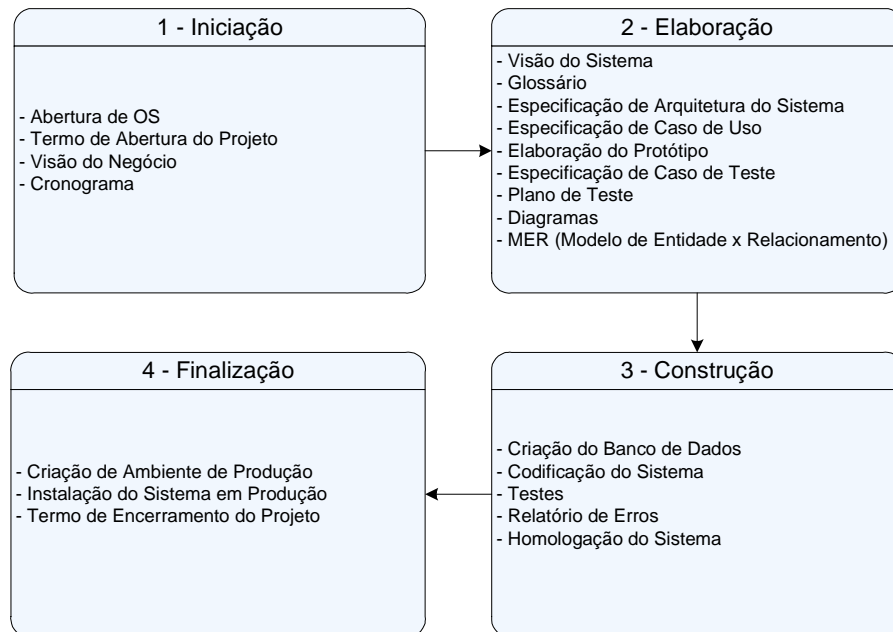 1 - Iniciação
- Abertura de OS
- Termo de Abertura do Projeto
- Visão do Negócio
- Cronograma
2 - Elaboração
- Visão do Sistema
- Glossário
- Especificação de Arquitetura do Sistema
- Especificação de Caso de Uso
- Elaboração do Protótipo
- Especificação de Caso de Teste
- Plano de Teste
- Diagramas
- MER (Modelo de Entidade x Relacionamento)
3 - Construção
- Criação do Banco de Dados
- Codificação do Sistema
- Testes
- Relatório de Erros
- Homologação do Sistema
4 - Finalização
- Criação de Ambiente de Produção
- Instalação do Sistema em Produção
- Termo de Encerramento do Projeto